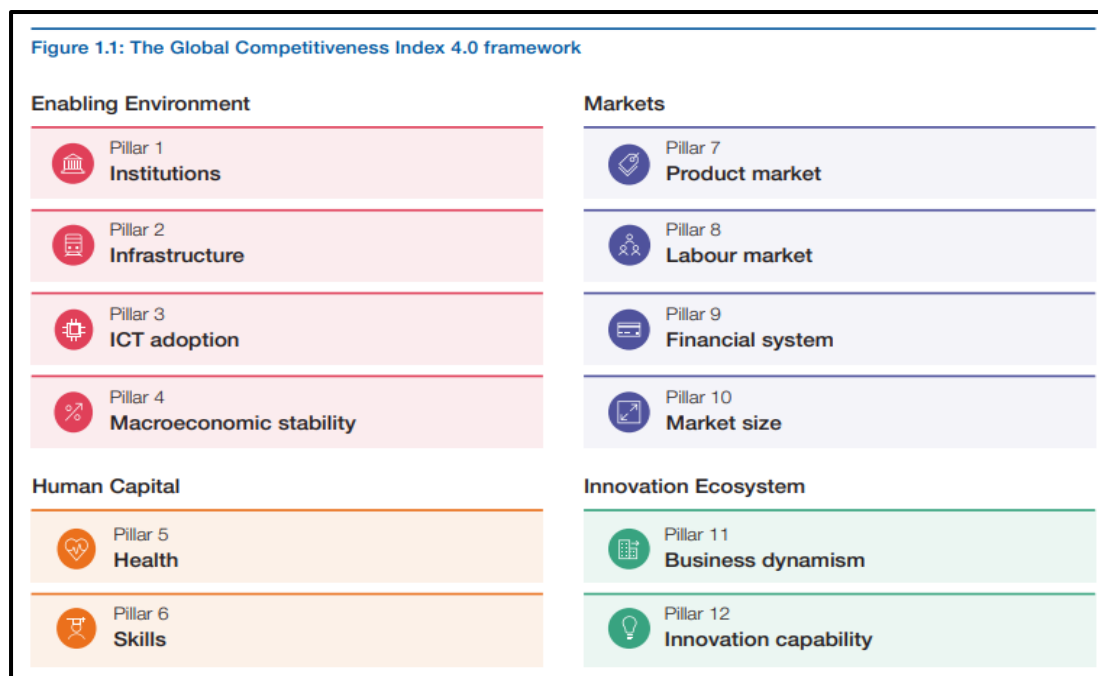 Figure 1.1: The Global Competitiveness Index 4.0 framework
Enabling Environment
Pillar 1
Institutions
Pillar 2
Infrastructure
Pillar 3
ICT adoption
Pillar 4
Macroeconomic stability
Human Capital
Pillar 5
Health
Pillar 6
Skills
Markets
Pillar 7
Product market
Pillar 8
Labour market
Pillar 9
Financial system
Pillar 10
Market size
Innovation Ecosystem
Pillar 11
Business dynamism
Pillar 12
Innovation capability